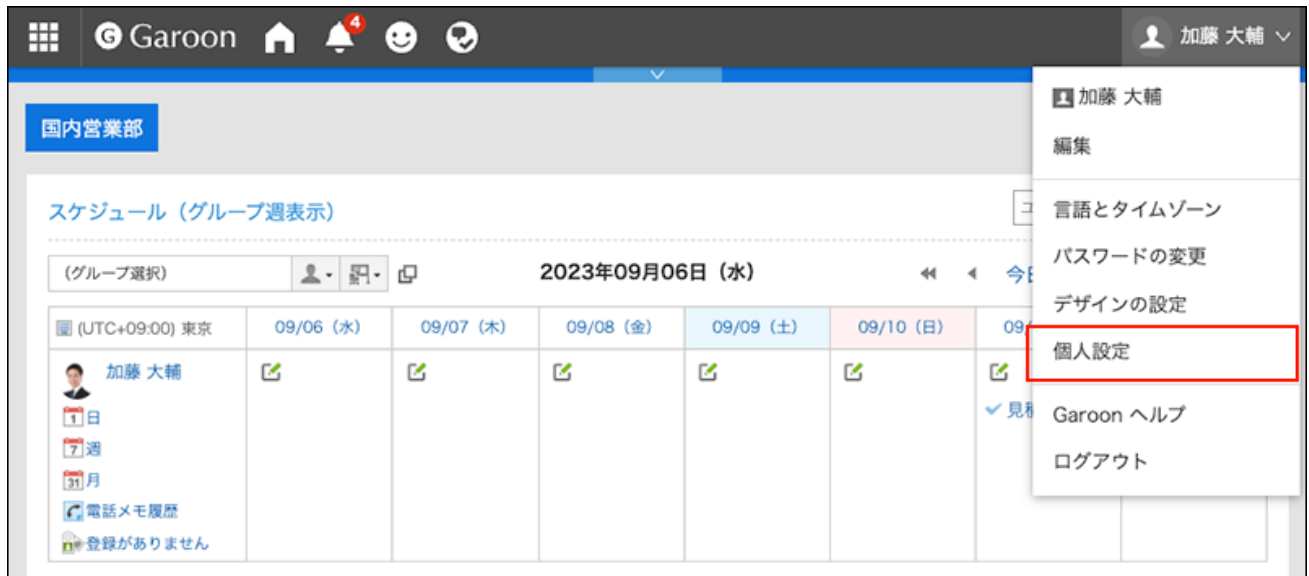 G Garoon 4 加藤 大輔
加藤 大輔
編集
言語とタイムゾーン
パスワードの変更
デザインの設定
個人設定
Garoon ヘルプ
ログアウト
国内営業部
スケジュール（グループ週表示）
(グループ選択)
2023年09月06日（水）
(UTC+09:00) 東京 09/06（水） 09/07（木） 09/08（金） 09/09（土） 09/10（日） 09/
加藤 大輔
1 日
7 週
31 月
電話メモ履歴
登録がありません